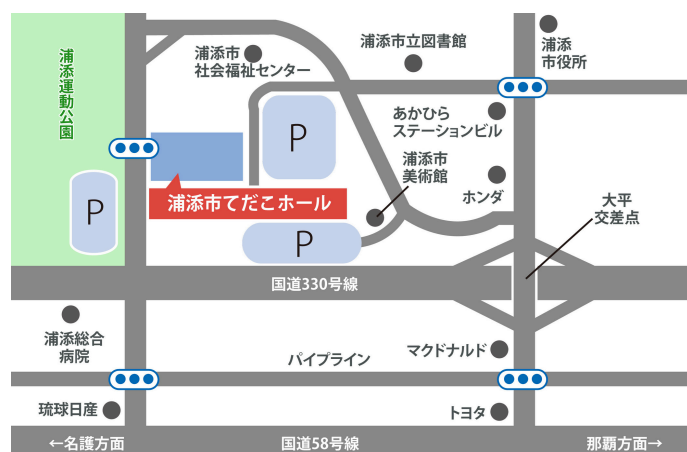 浦添運動公園
浦添市
社会福祉センター
浦添市立図書館
浦添
市役所
あかひら
ステーションビル
P
浦添市
美術館
ホンダ
P
浦添市てだこホール
大平
交差点
P
国道330号線
浦添総合
病院
パイプライン
マクドナルド
琉球日産
トヨタ
←名護方面
国道58号線
那覇方面→